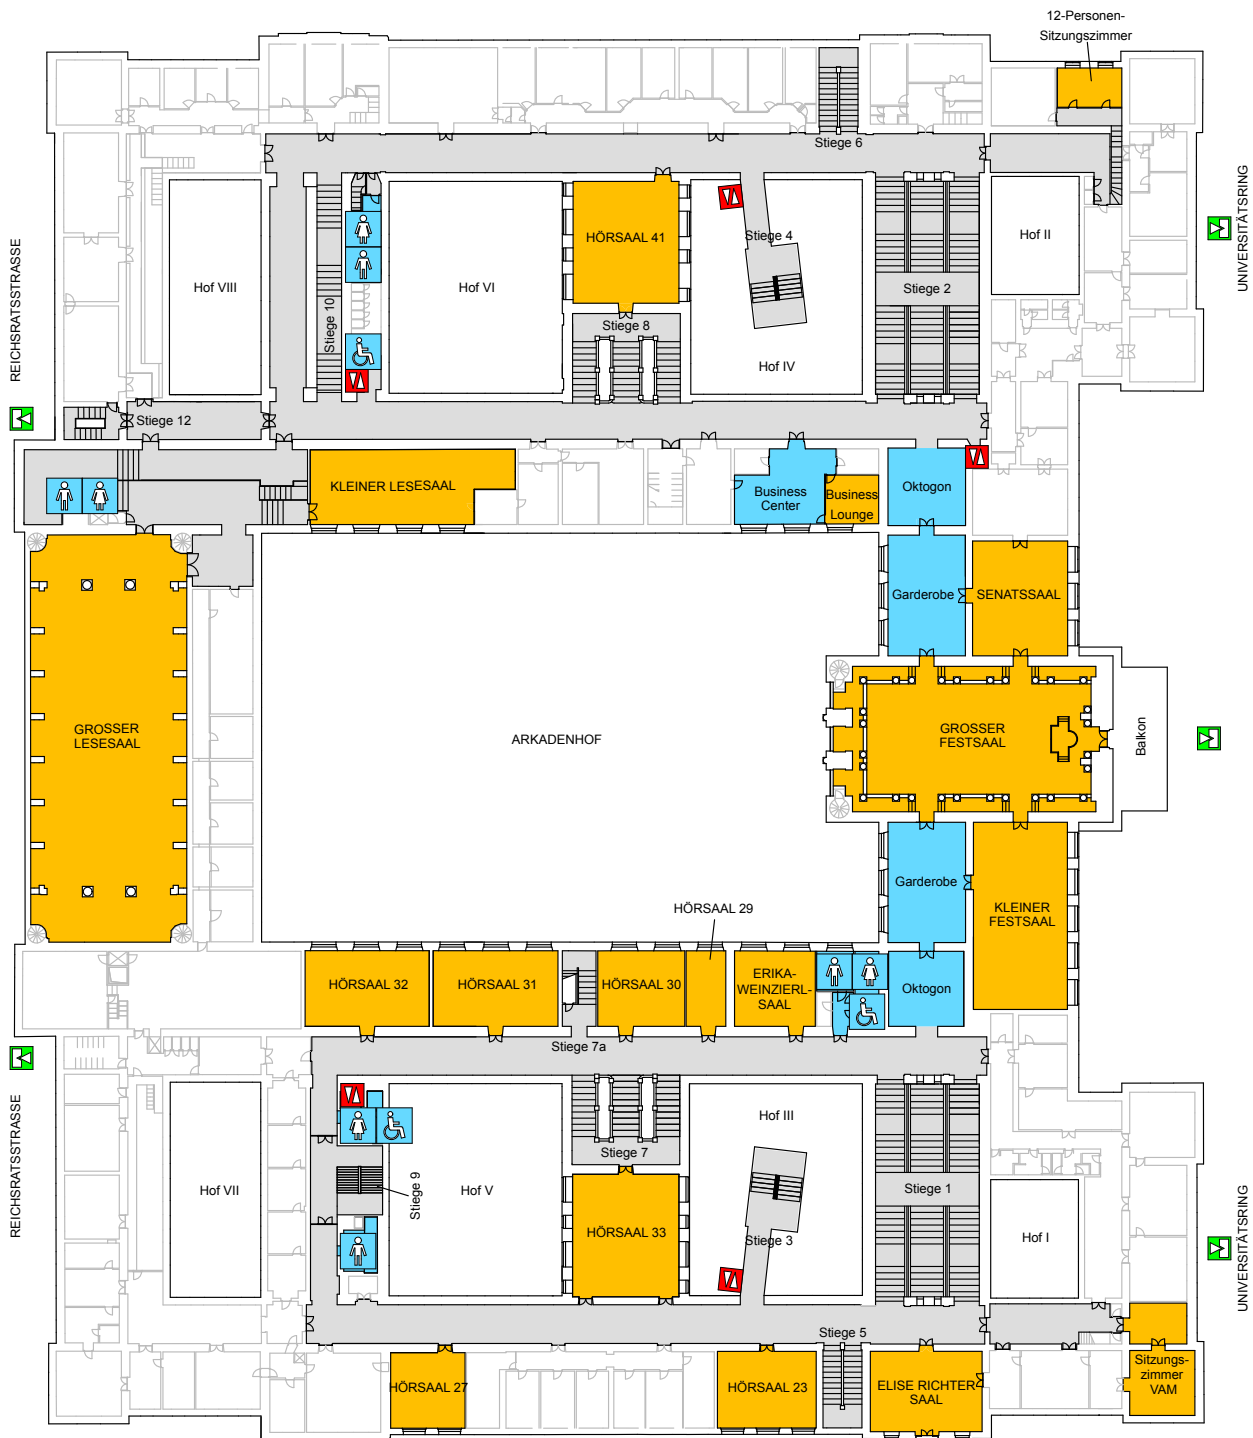 12-Personen-
Sitzungszimmer
Stiege 6
UNIVERSITÄTSRING
REICHSRATSSTRASSE
HÖRSAAL 41
Stiege 4
Hof II
Hof VIII
Hof VI
Stiege 2
Stiege 10
Stiege 8
Hof IV
Stiege 12
KLEINER LESESAAL
Business
Center
Business
Lounge
Oktogon
Garderobe
SENATSSAAL
GROSSER
LESESAAL
ARKADENHOF
GROSSER
FESTSAAL
Balkon
Garderobe
KLEINER
FESTSAAL
HÖRSAAL 29
HÖRSAAL 32
HÖRSAAL 31
HÖRSAAL 30
ERIKA-
WEINZIERL-
SAAL
Oktogon
Stiege 7a
REICHSRATSSTRASSE
Hof III
Stiege 7
Hof VII
Hof V
Stiege 9
Stiege 1
UNIVERSITÄTSRING
HÖRSAAL 33
Stiege 3
Hof I
Stiege 5
HÖRSAAL 27
HÖRSAAL 23
ELISE RICHTER
SAAL
Sitzungs-
zimmer
VAM